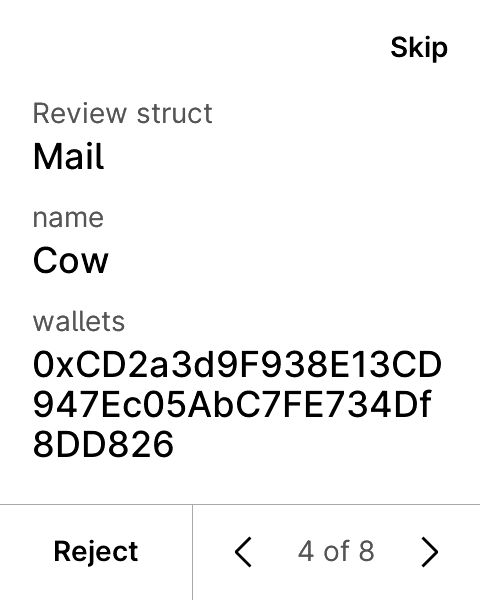 Skip
Review struct
Mail
name
Cow
wallets
0xCD2a3d9F938E13CD
947Ec05AbC7FE734Df
8DD826
Reject
4 of 8